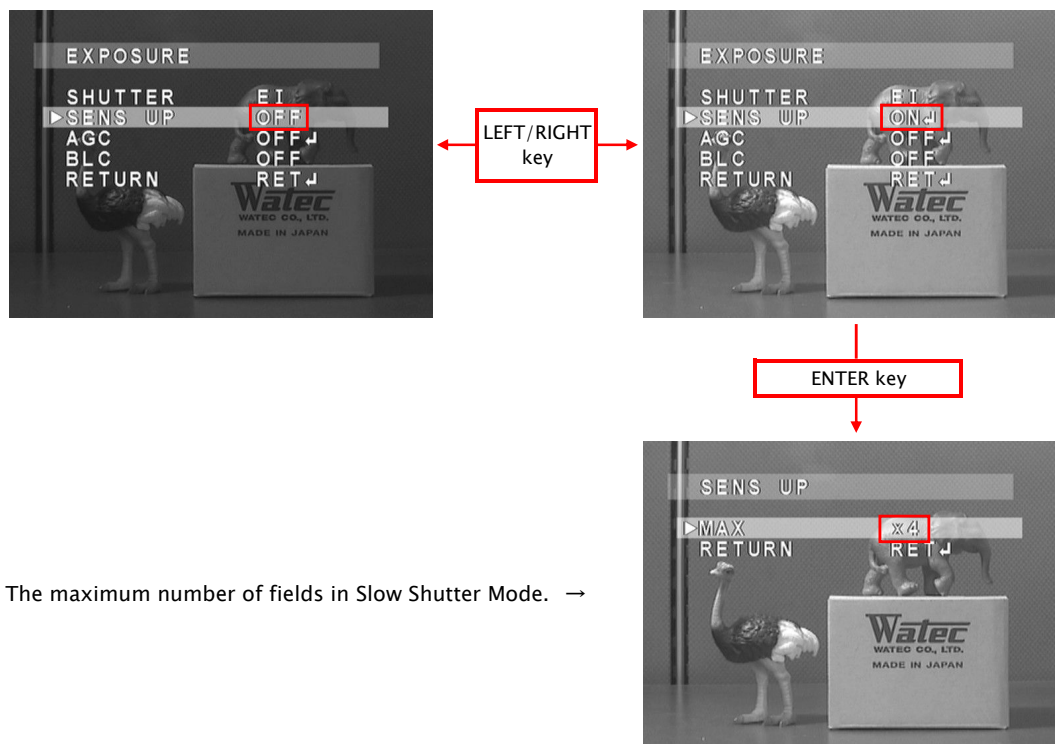 EXPOSURE
SHUTTER EI
▷SENS UP OFF
AGC OFF↲
BLC OFF
RETURN RET↲
Watec
WATEC CO., LTD.
MADE IN JAPAN
LEFT/RIGHT
key
EXPOSURE
SHUTTER EI
▷SENS UP ON↲
AGC OFF↲
BLC OFF
RETURN RET↲
Watec
WATEC CO., LTD.
MADE IN JAPAN
ENTER key
SENS UP
▷MAX x4
RETURN RET↲
Watec
WATEC CO., LTD.
MADE IN JAPAN
The maximum number of fields in Slow Shutter Mode. →